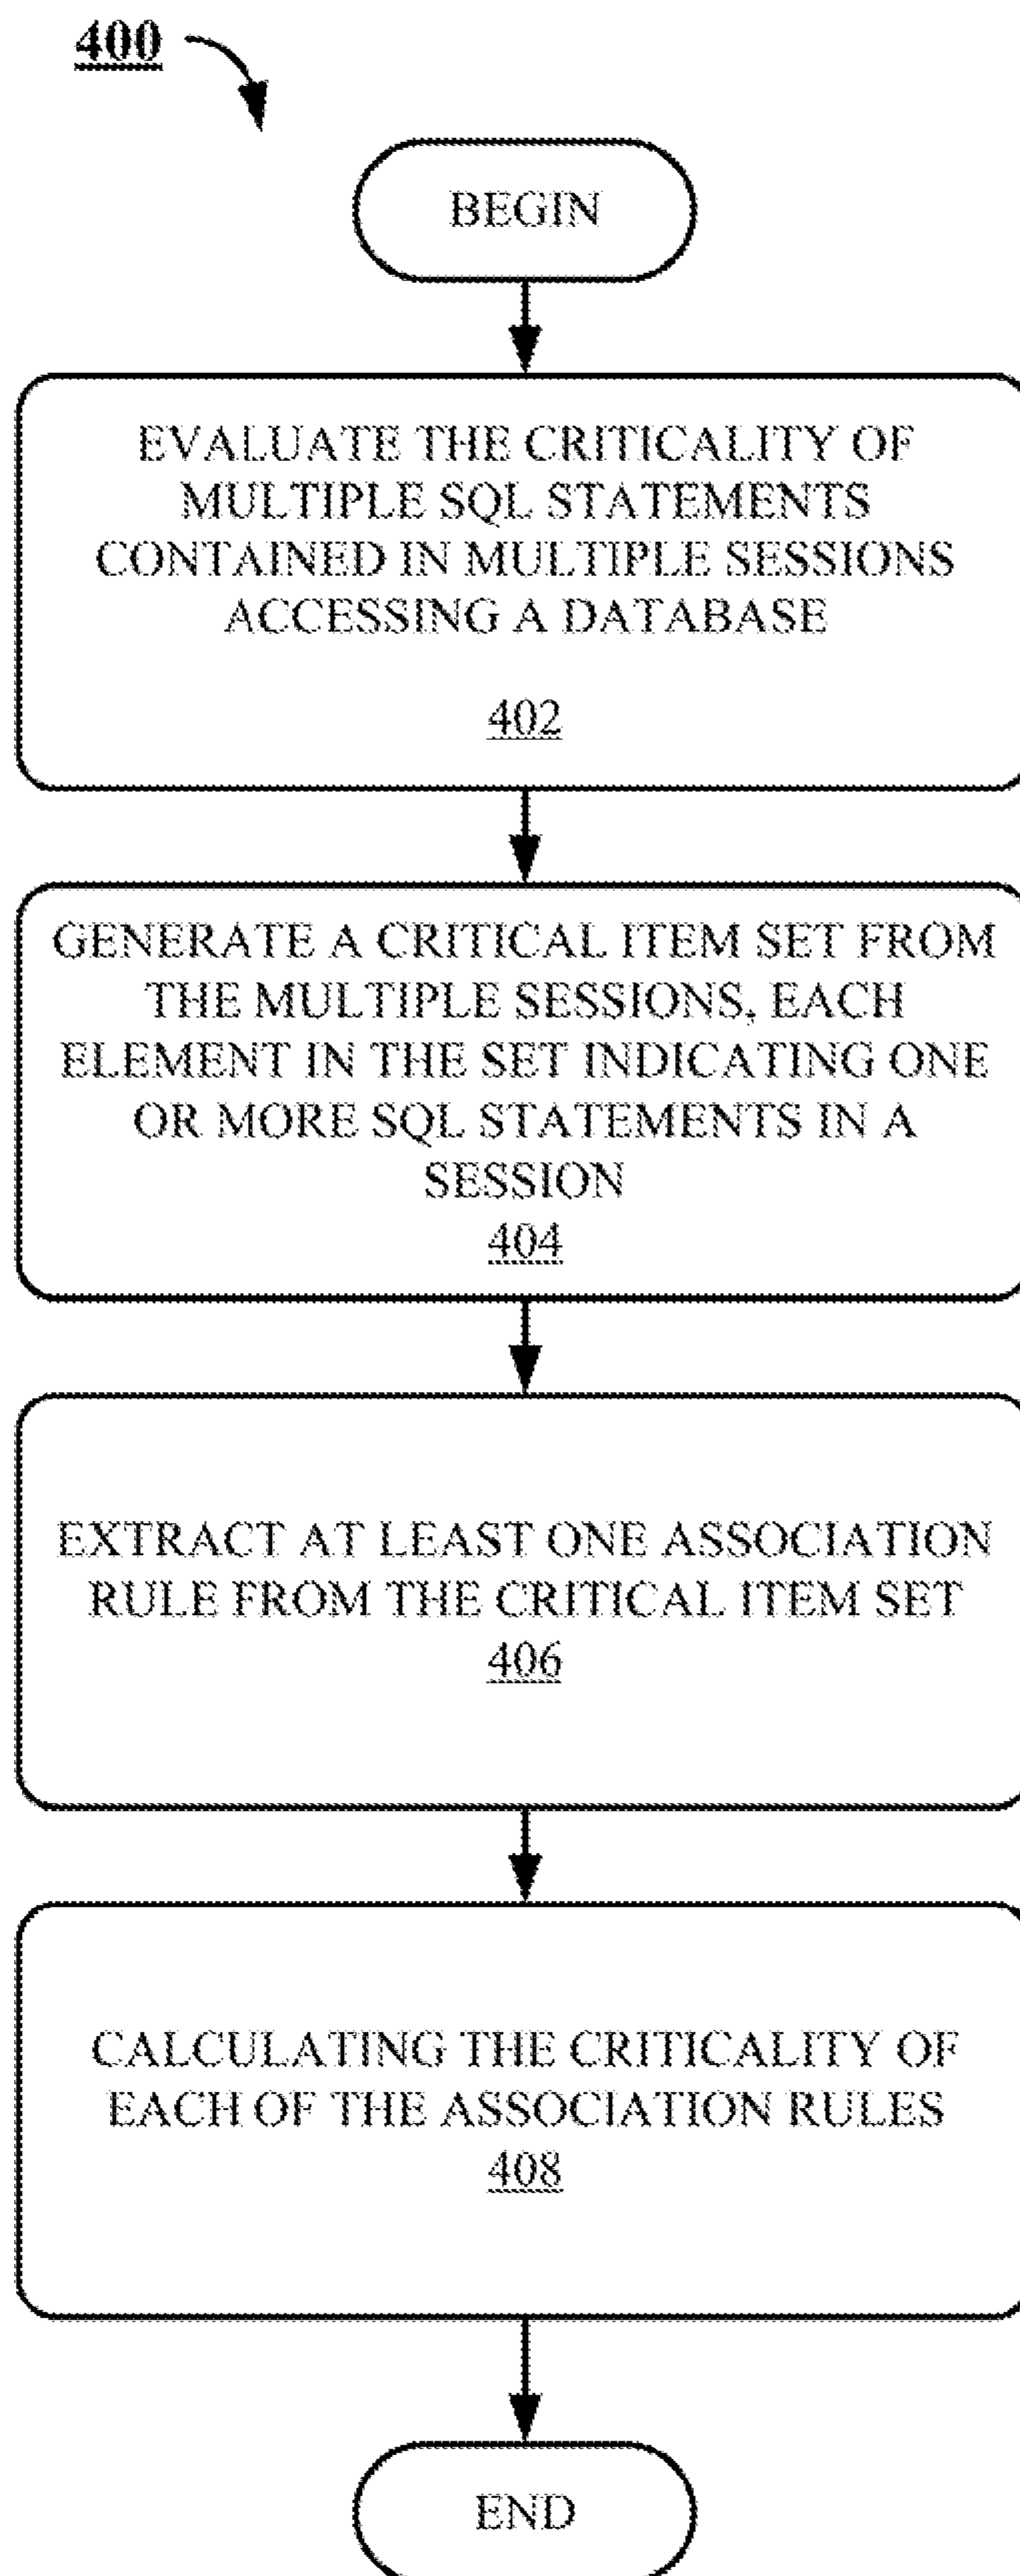 400
BEGIN
EVALUATE THE CRITICALITY OF
MULTIPLE SQL STATEMENTS
CONTAINED IN MULTIPLE SESSIONS
ACCESSING A DATABASE
402
GENERATE A CRITICAL ITEM SET FROM
THE MULTIPLE SESSIONS, EACH
ELEMENT IN THE SET INDICATING ONE
OR MORE SQL STATEMENTS IN A
SESSION
404
EXTRACT AT LEAST ONE ASSOCIATION
RULE FROM THE CRITICAL ITEM SET
406
CALCULATING THE CRITICALITY OF
EACH OF THE ASSOCIATION RULES
408
END